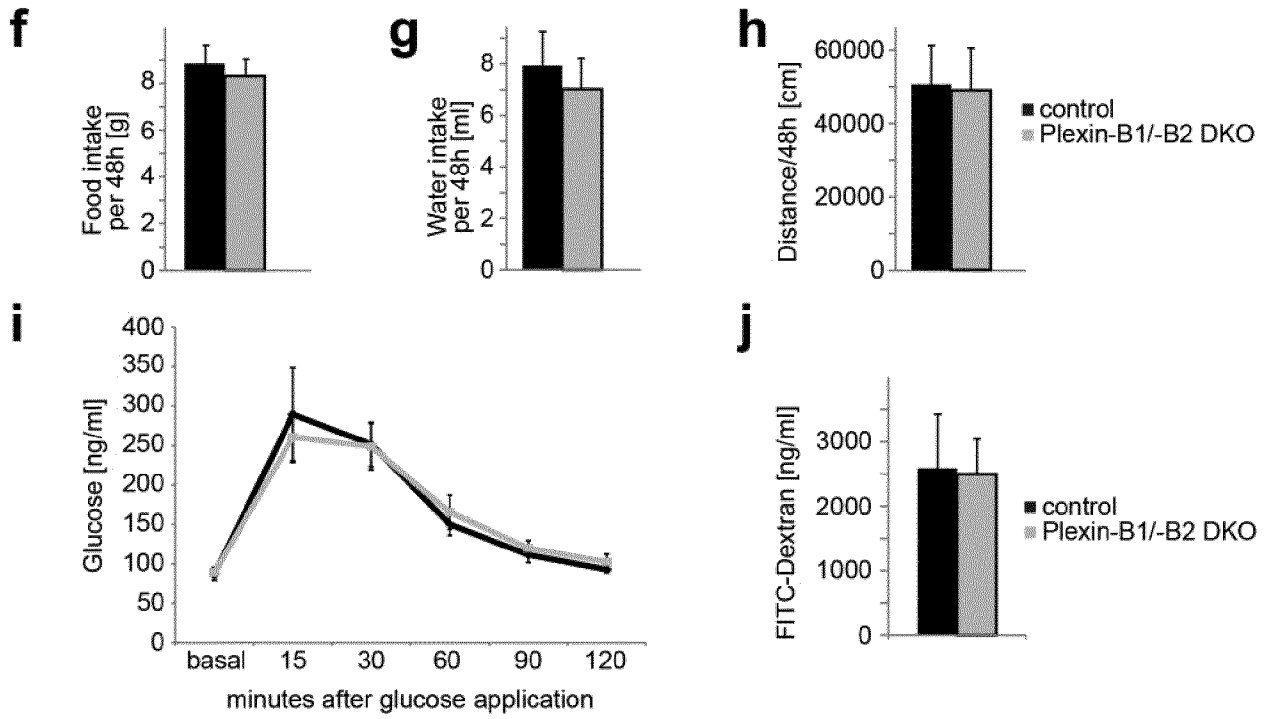 f
Food intake
per 48h [g]
8
6
4
2
0
g
Water intake
per 48h [ml]
8
6
4
2
0
h
Distance/48h [cm]
60000
40000
20000
0
control
Plexin-B1/-B2 DKO
i
Glucose [ng/ml]
400
350
300
250
200
150
100
50
0
basal 15 30 60 90 120
minutes after glucose application
j
FITC-Dextran [ng/ml]
3000
2000
1000
0
control
Plexin-B1/-B2 DKO